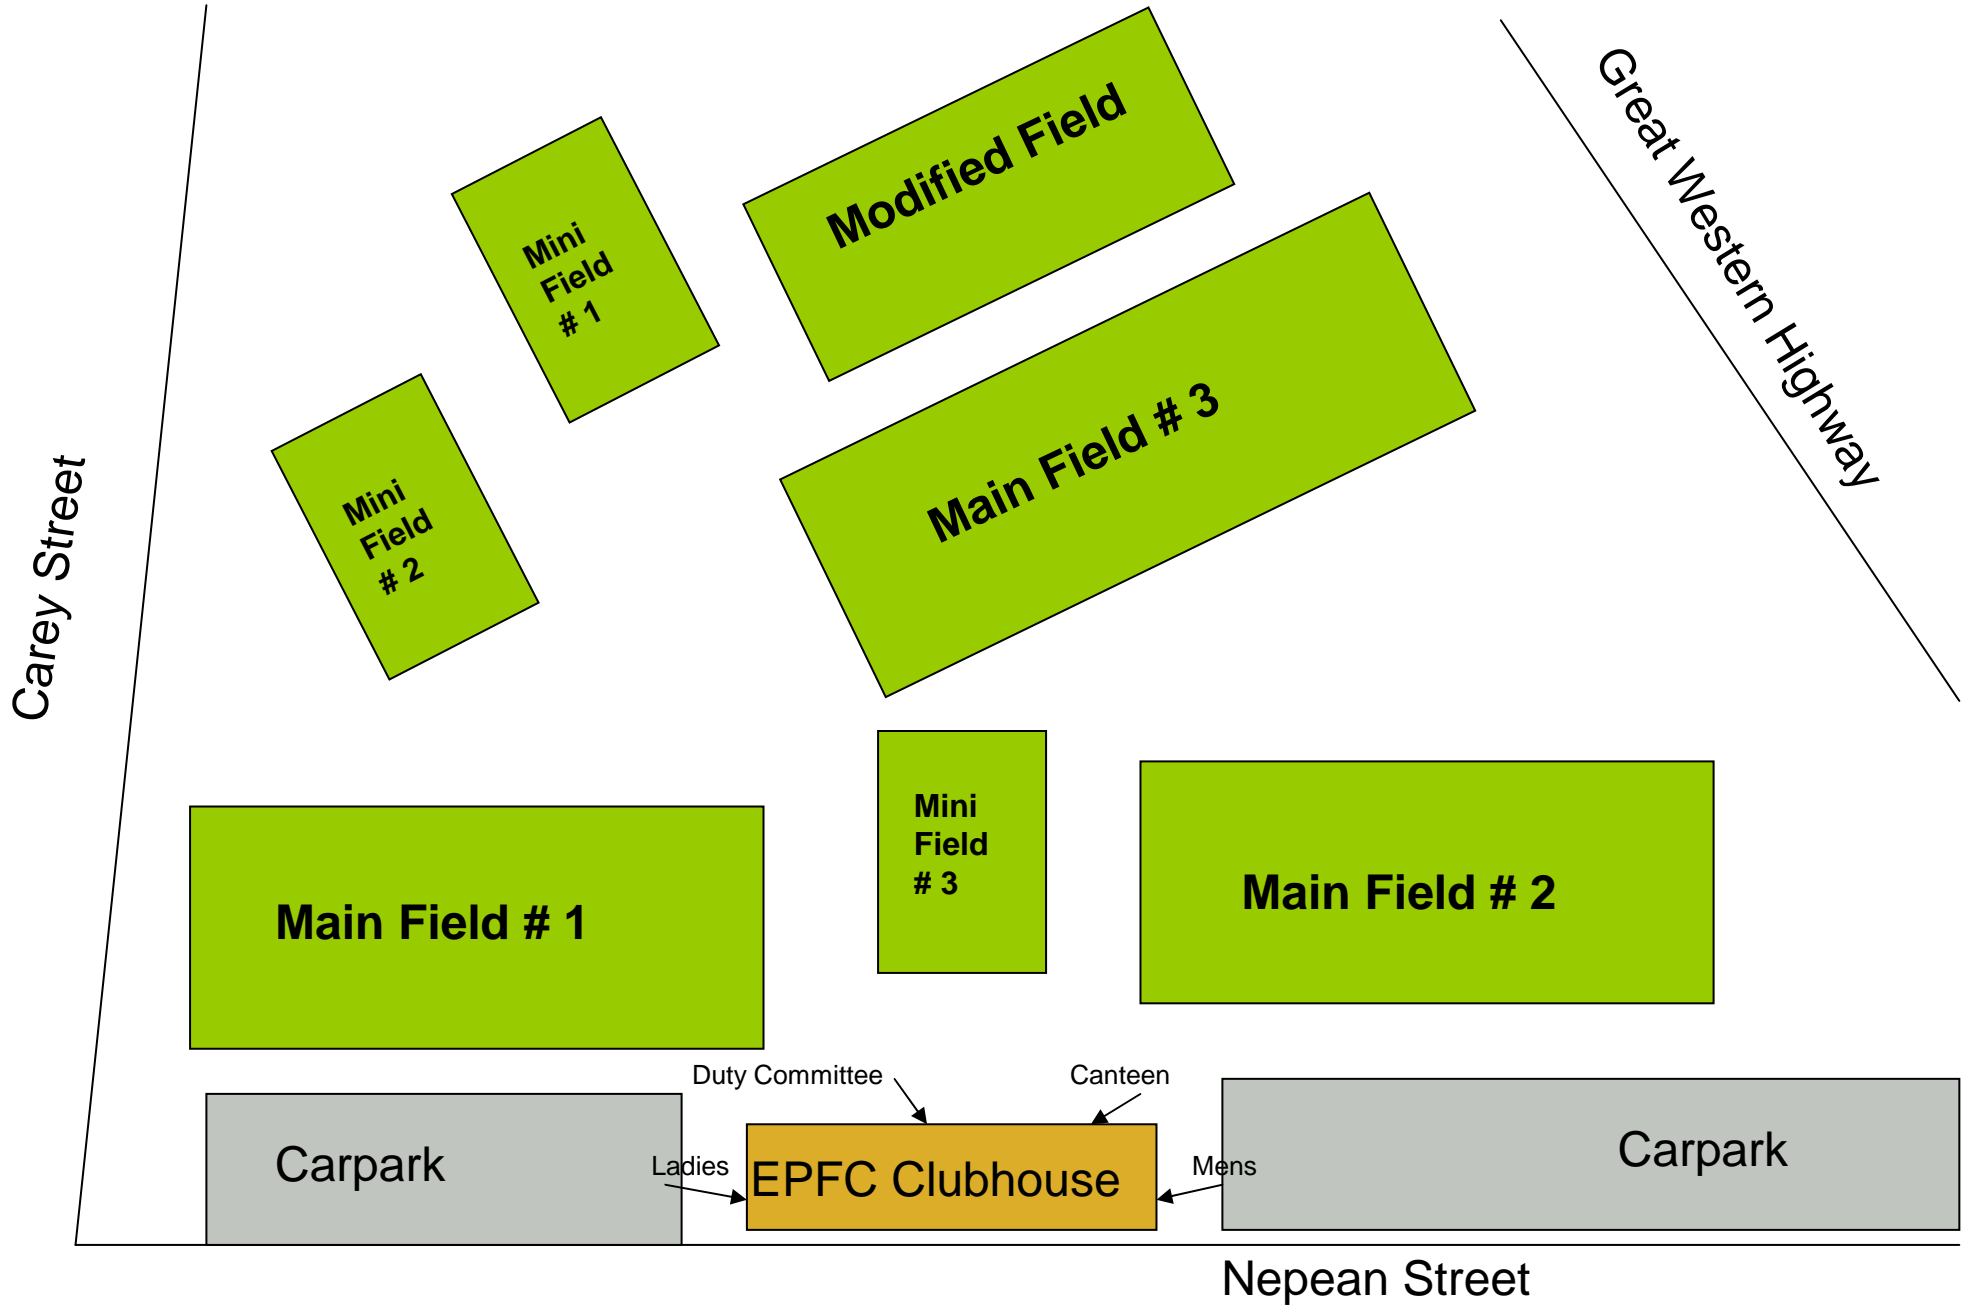 Great Western Highway
Modified Field
Mini
Field
# 1
Main Field # 3
Mini
Field
# 2
Carey Street
Mini
Field
# 3
Main Field # 2
Main Field # 1
Duty Committee
Canteen
Carpark
Ladies
EPFC Clubhouse
Mens
Carpark
Nepean Street